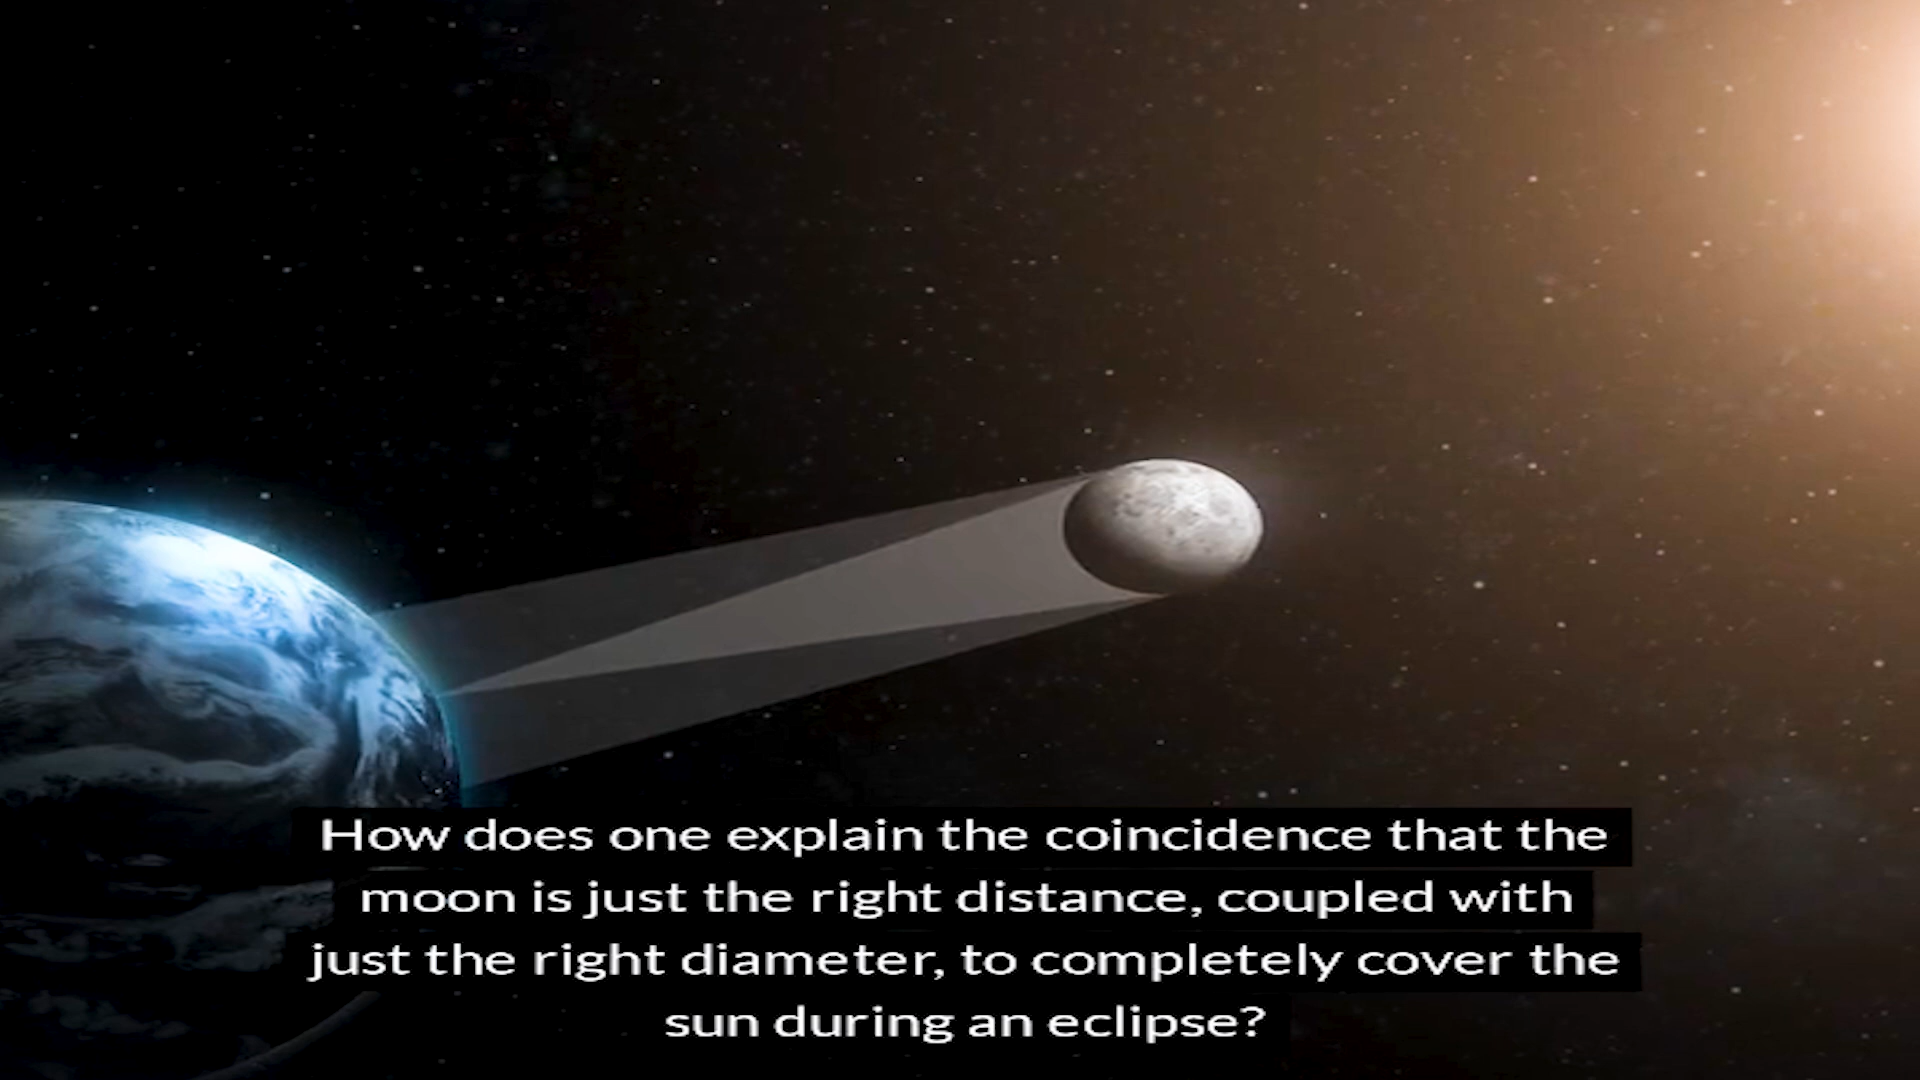 How does one explain the coincidence that the
moon is just the right distance, coupled with
just the right diameter, to completely cover the
sun during an eclipse?